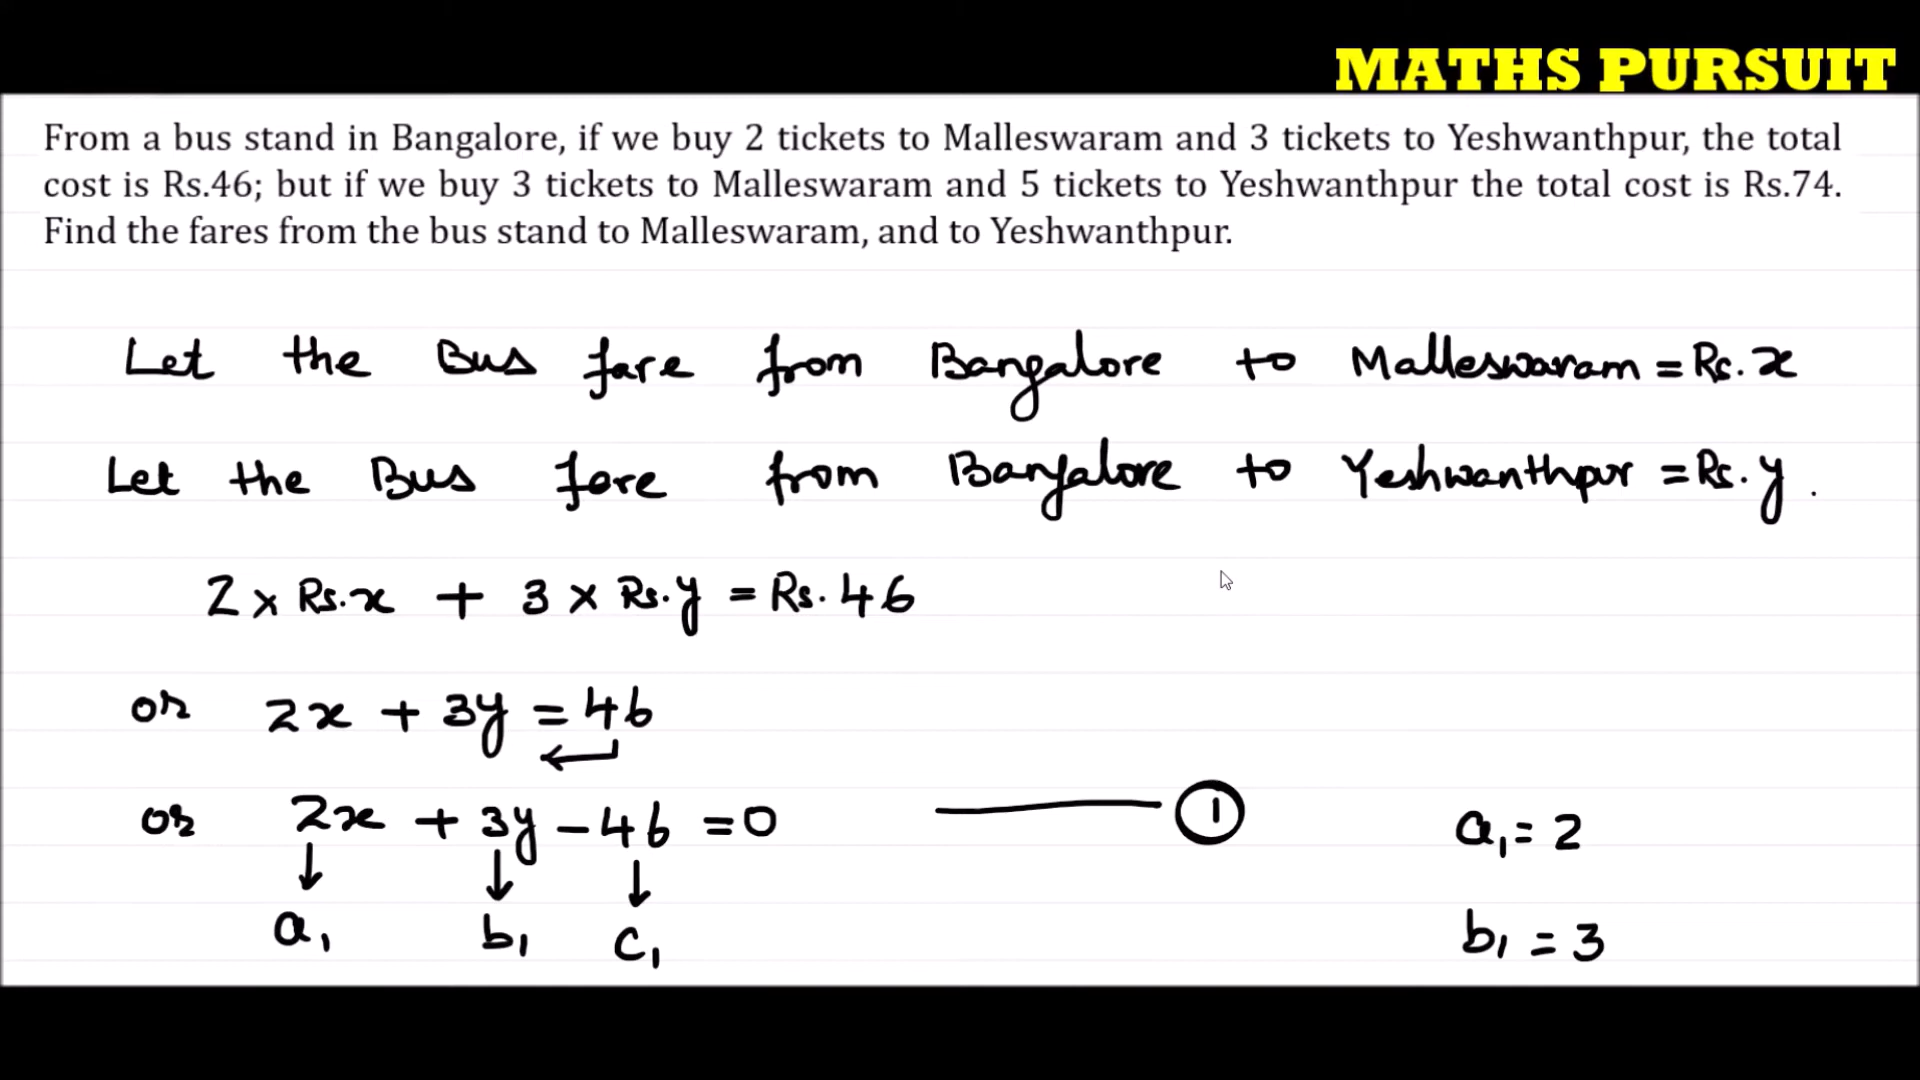 MATHS PURSUIT
From a bus stand in Bangalore, if we buy 2 tickets to Malleswaram and 3 tickets to Yeshwanthpur, the total
cost is Rs.46; but if we buy 3 tickets to Malleswaram and 5 tickets to Yeshwanthpur the total cost is Rs.74.
Find the fares from the bus stand to Malleswaram, and to Yeshwanthpur.
Let the Bus fare from Bangalore to Malleswaram = Rs. x
Let the Bus fare from Bangalore to Yeshwanthpur = Rs. y .
2 × Rs. x + 3 × Rs. y = Rs. 46
or 2x + 3y = 46
or 2x + 3y - 46 = 0 ① a₁ = 2
a₁ b₁ c₁ b₁ = 3